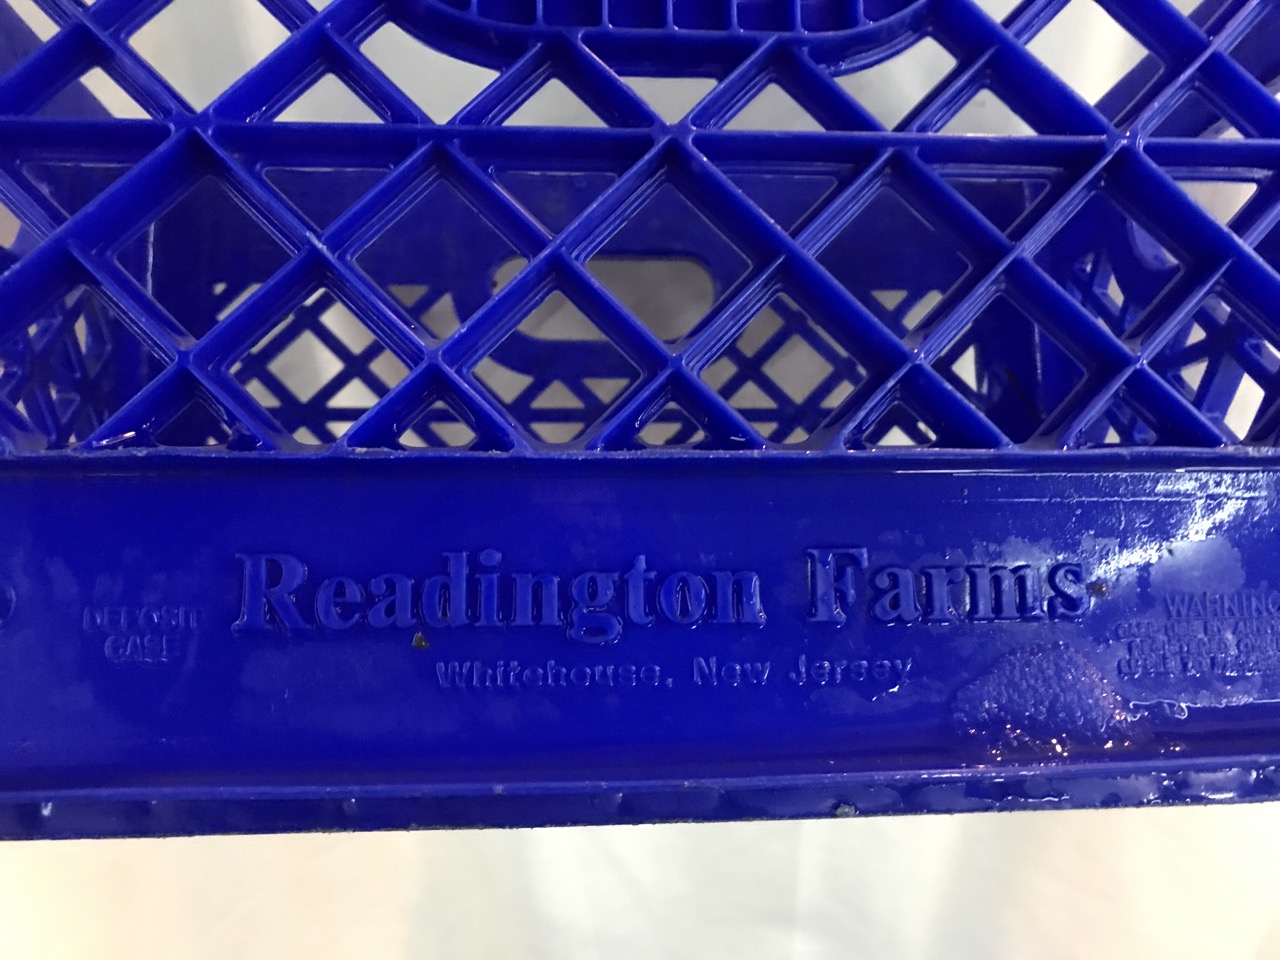 DEPOSIT
CASE
Readington Farms
Whitehouse, New Jersey
WARNING